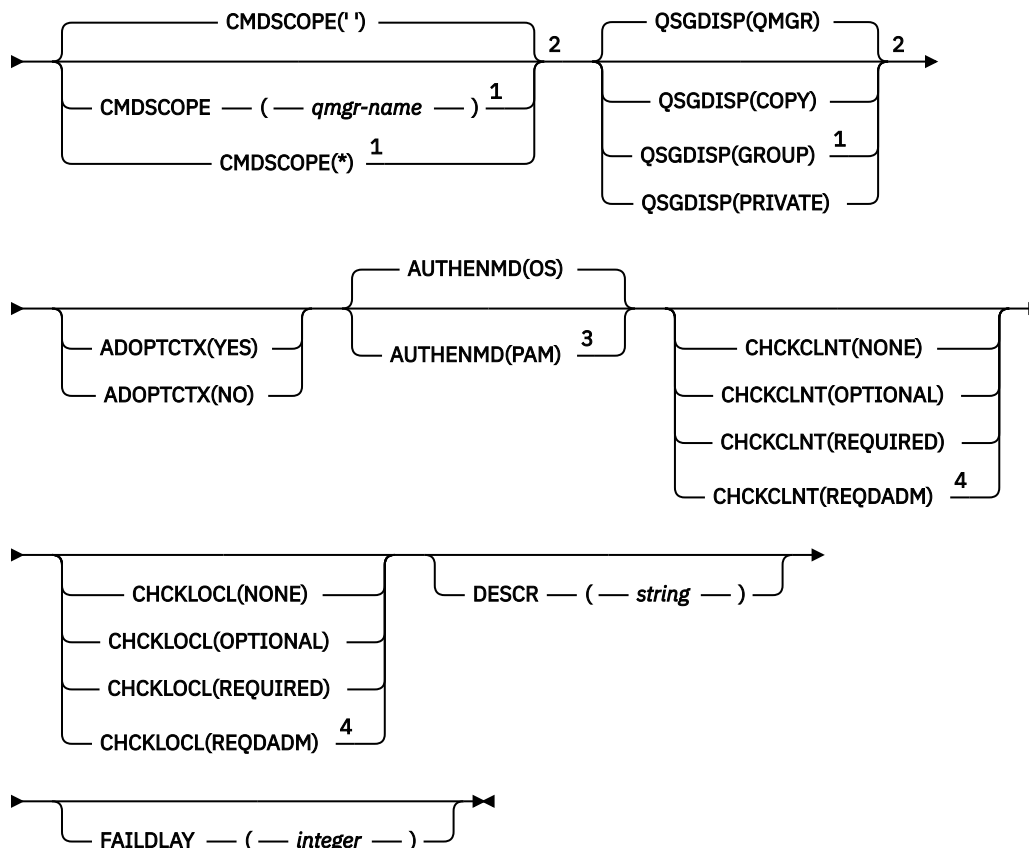 CMDSCOPE(' ') 2
CMDSCOPE ( qmgr-name ) 1
CMDSCOPE(*) 1
QSGDISP(QMGR) 2
QSGDISP(COPY)
QSGDISP(GROUP) 1
QSGDISP(PRIVATE)
ADOPTCTX(YES)
ADOPTCTX(NO)
AUTHENMD(OS)
AUTHENMD(PAM) 3
CHCKCLNT(NONE)
CHCKCLNT(OPTIONAL)
CHCKCLNT(REQUIRED)
CHCKCLNT(REQDADM) 4
CHCKLOCL(NONE)
CHCKLOCL(OPTIONAL)
CHCKLOCL(REQUIRED)
CHCKLOCL(REQDADM) 4
DESCR ( string )
FAILDLAY ( integer )